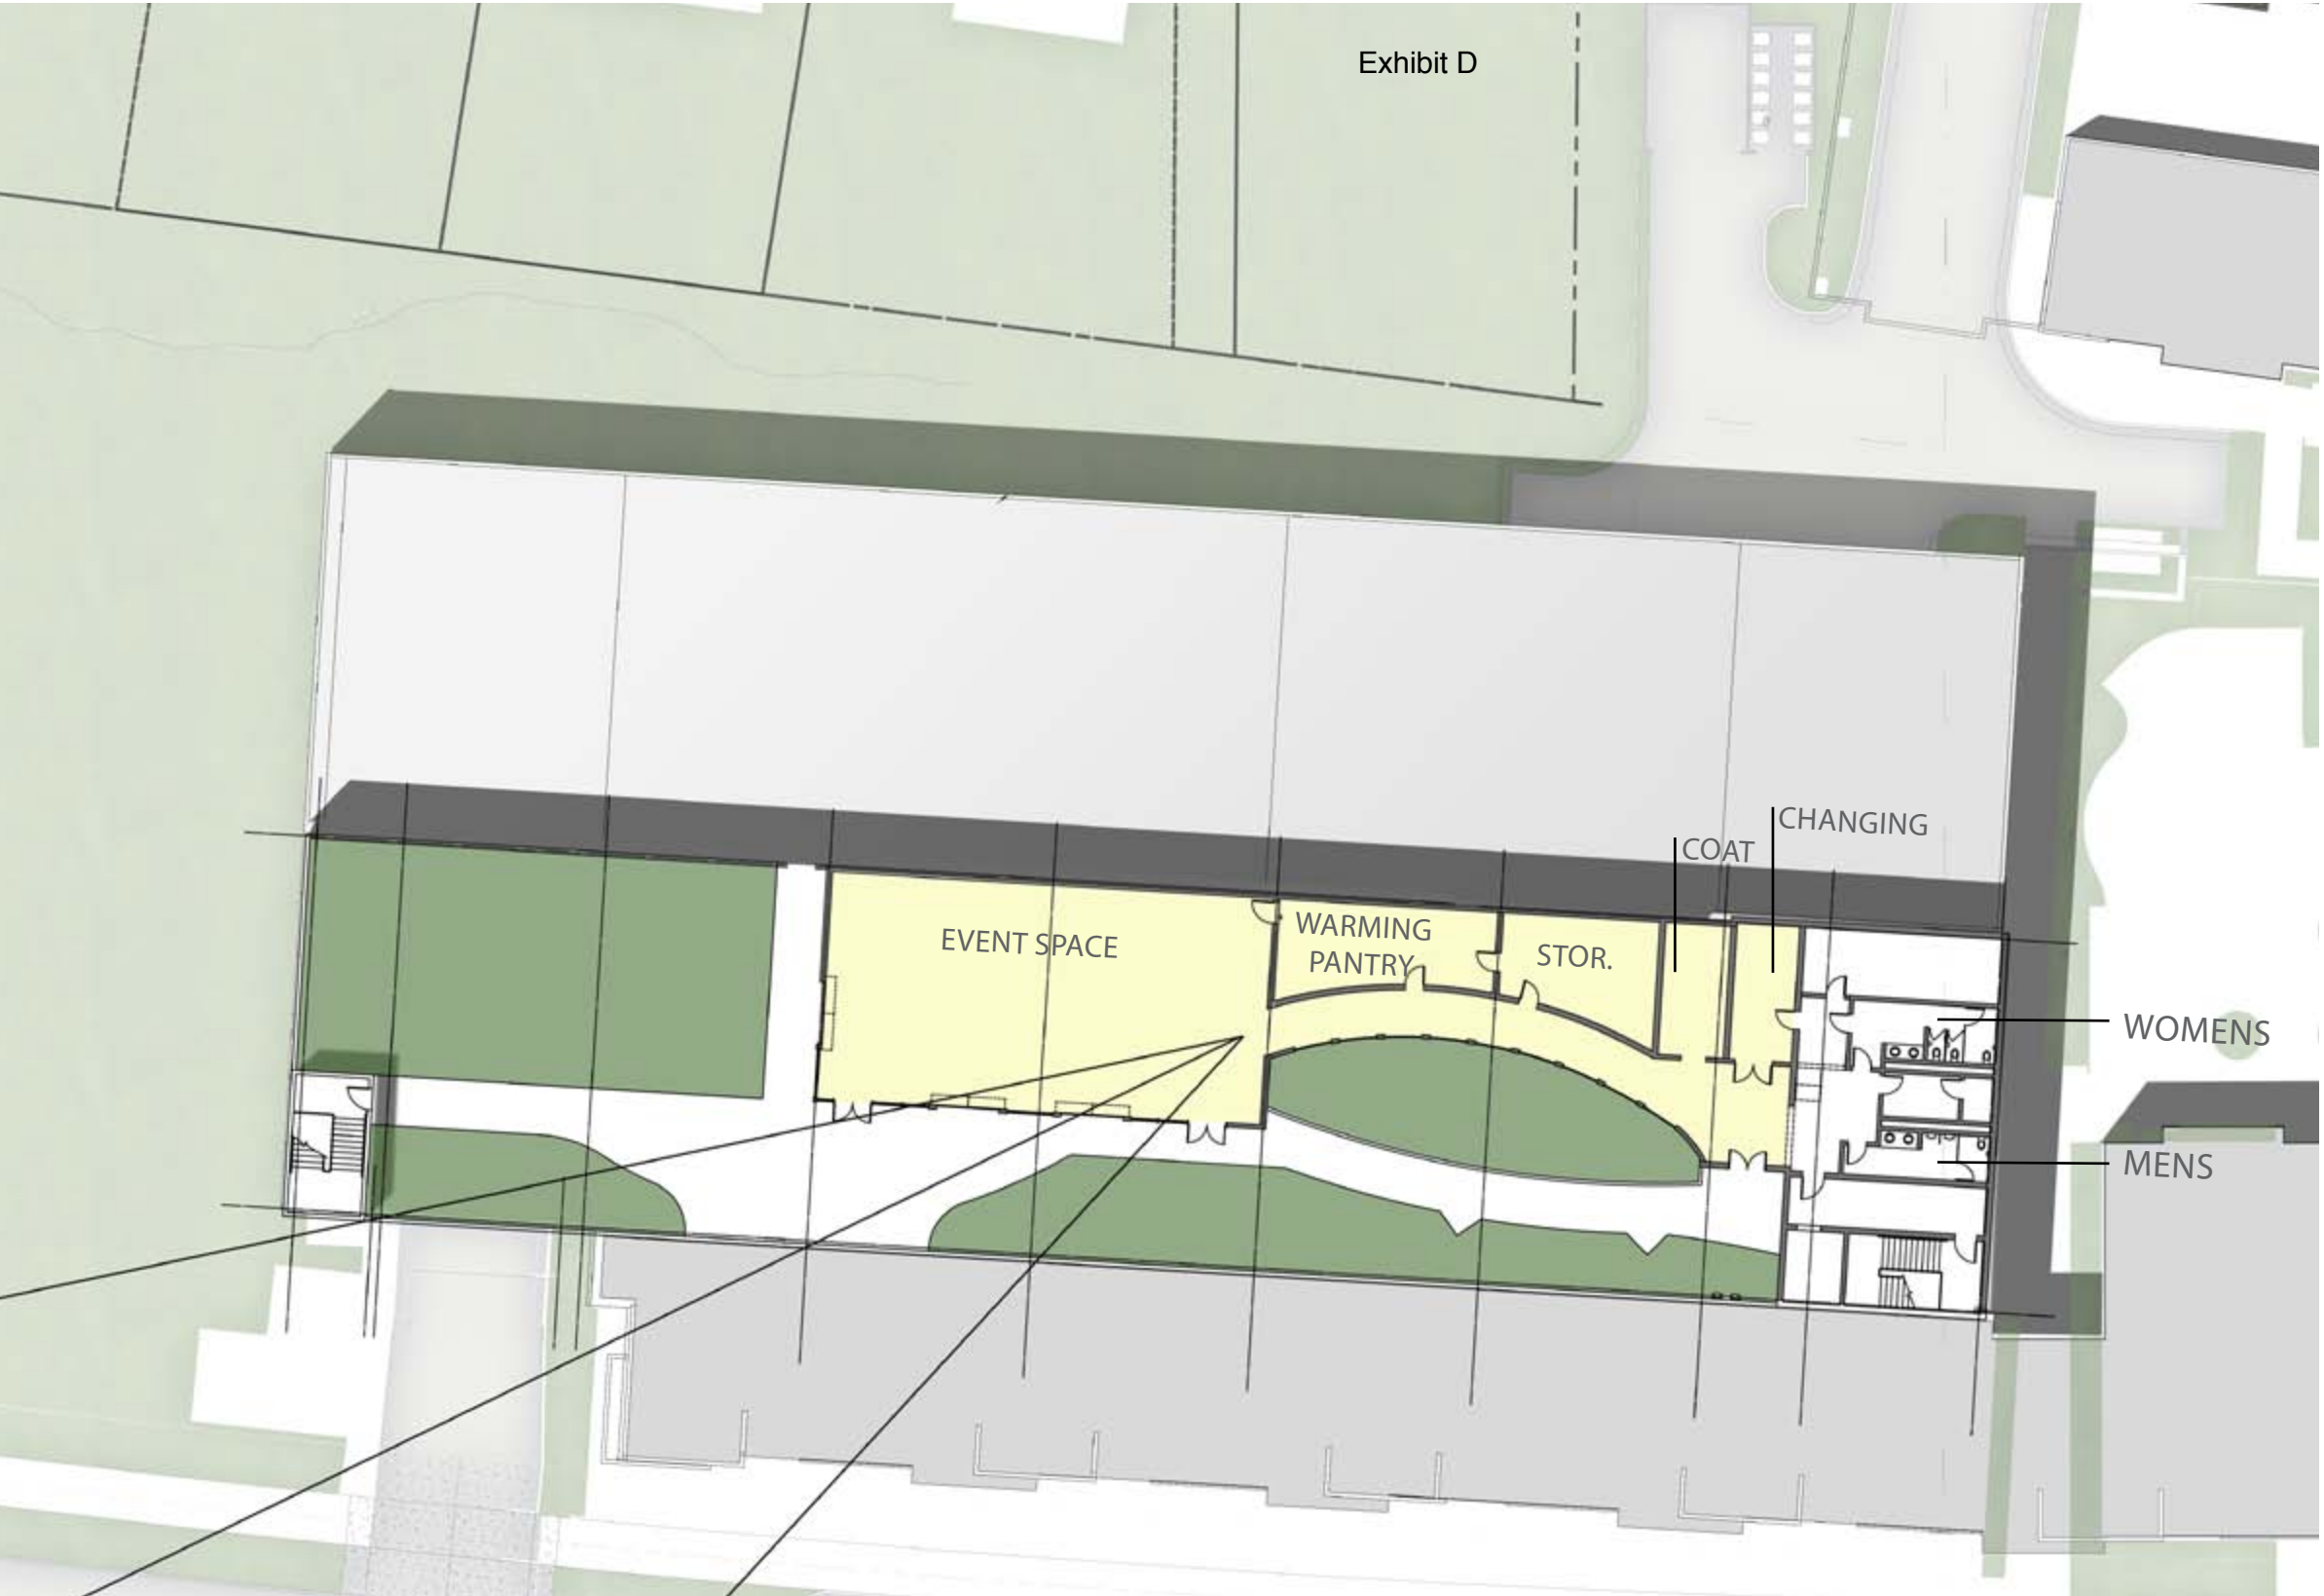 Exhibit D
CHANGING
COAT
EVENT SPACE
WARMING
PANTRY
STOR.
WOMENS
MENS